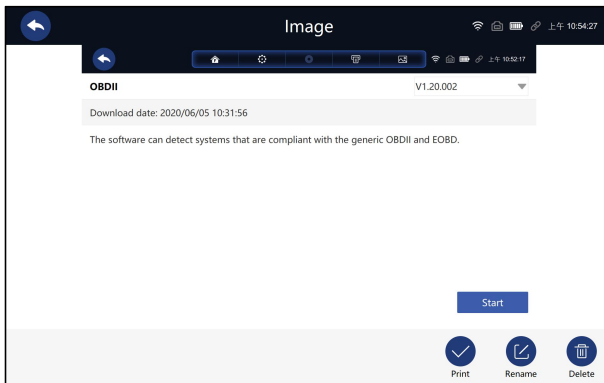 Image
上午 10:54:27
上午 10:52:17
OBDII
V1.20.002
Download date: 2020/06/05 10:31:56
The software can detect systems that are compliant with the generic OBDII and EOBD.
Start
Print
Rename
Delete